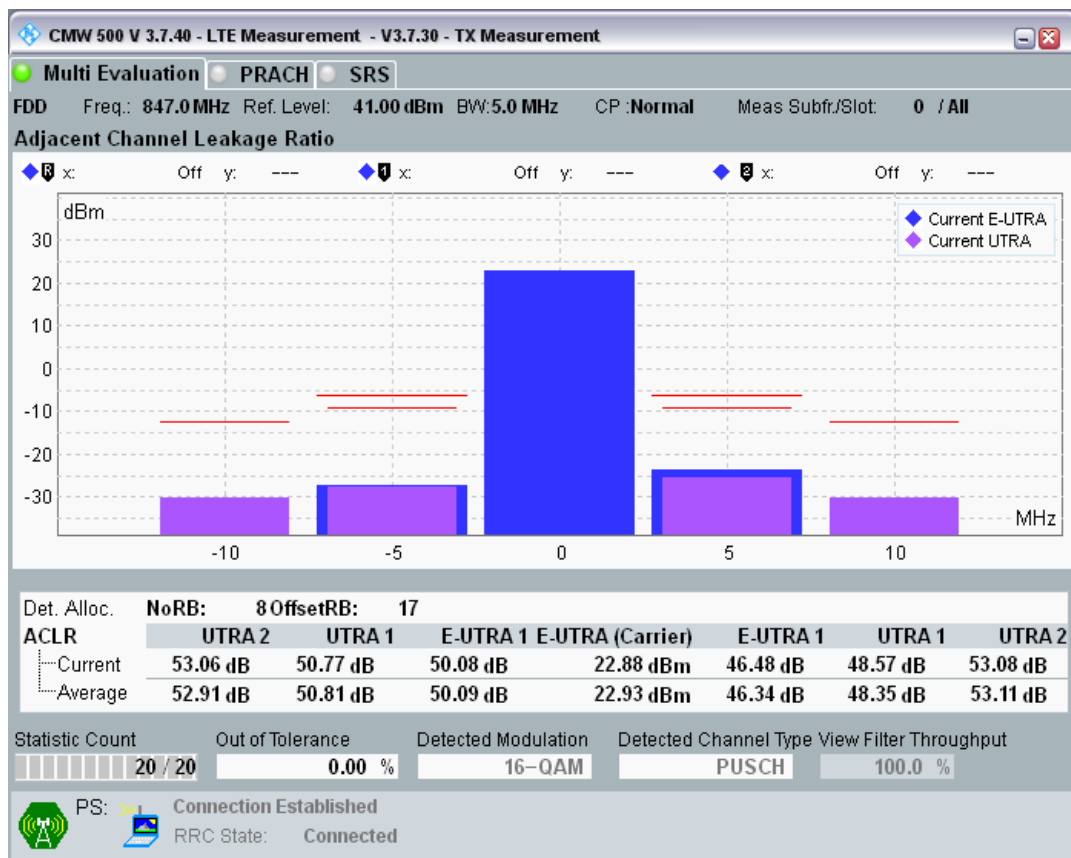 CMW 500 V 3.7.40 - LTE Measurement - V3.7.30 - TX Measurement
Multi Evaluation PRACH SRS
FDD Freq.: 847.0 MHz Ref. Level: 41.00 dBm BW:5.0 MHz CP :Normal Meas Subfr./Slot: 0 / All
Adjacent Channel Leakage Ratio
R x: Off y: --- 1 x: Off y: --- 2 x: Off y: ---
dBm
Current E-UTRA
Current UTRA
30
20
10
0
-10
-20
-30
MHz
-10 -5 0 5 10
Det. Alloc. NoRB: 8 OffsetRB: 17
ACLR UTRA 2 UTRA 1 E-UTRA 1 E-UTRA (Carrier) E-UTRA 1 UTRA 1 UTRA 2
Current 53.06 dB 50.77 dB 50.08 dB 22.88 dBm 46.48 dB 48.57 dB 53.08 dB
Average 52.91 dB 50.81 dB 50.09 dB 22.93 dBm 46.34 dB 48.35 dB 53.11 dB
Statistic Count Out of Tolerance Detected Modulation Detected Channel Type View Filter Throughput
20 / 20 0.00 % 16-QAM PUSCH 100.0 %
PS: Connection Established
RRC State: Connected